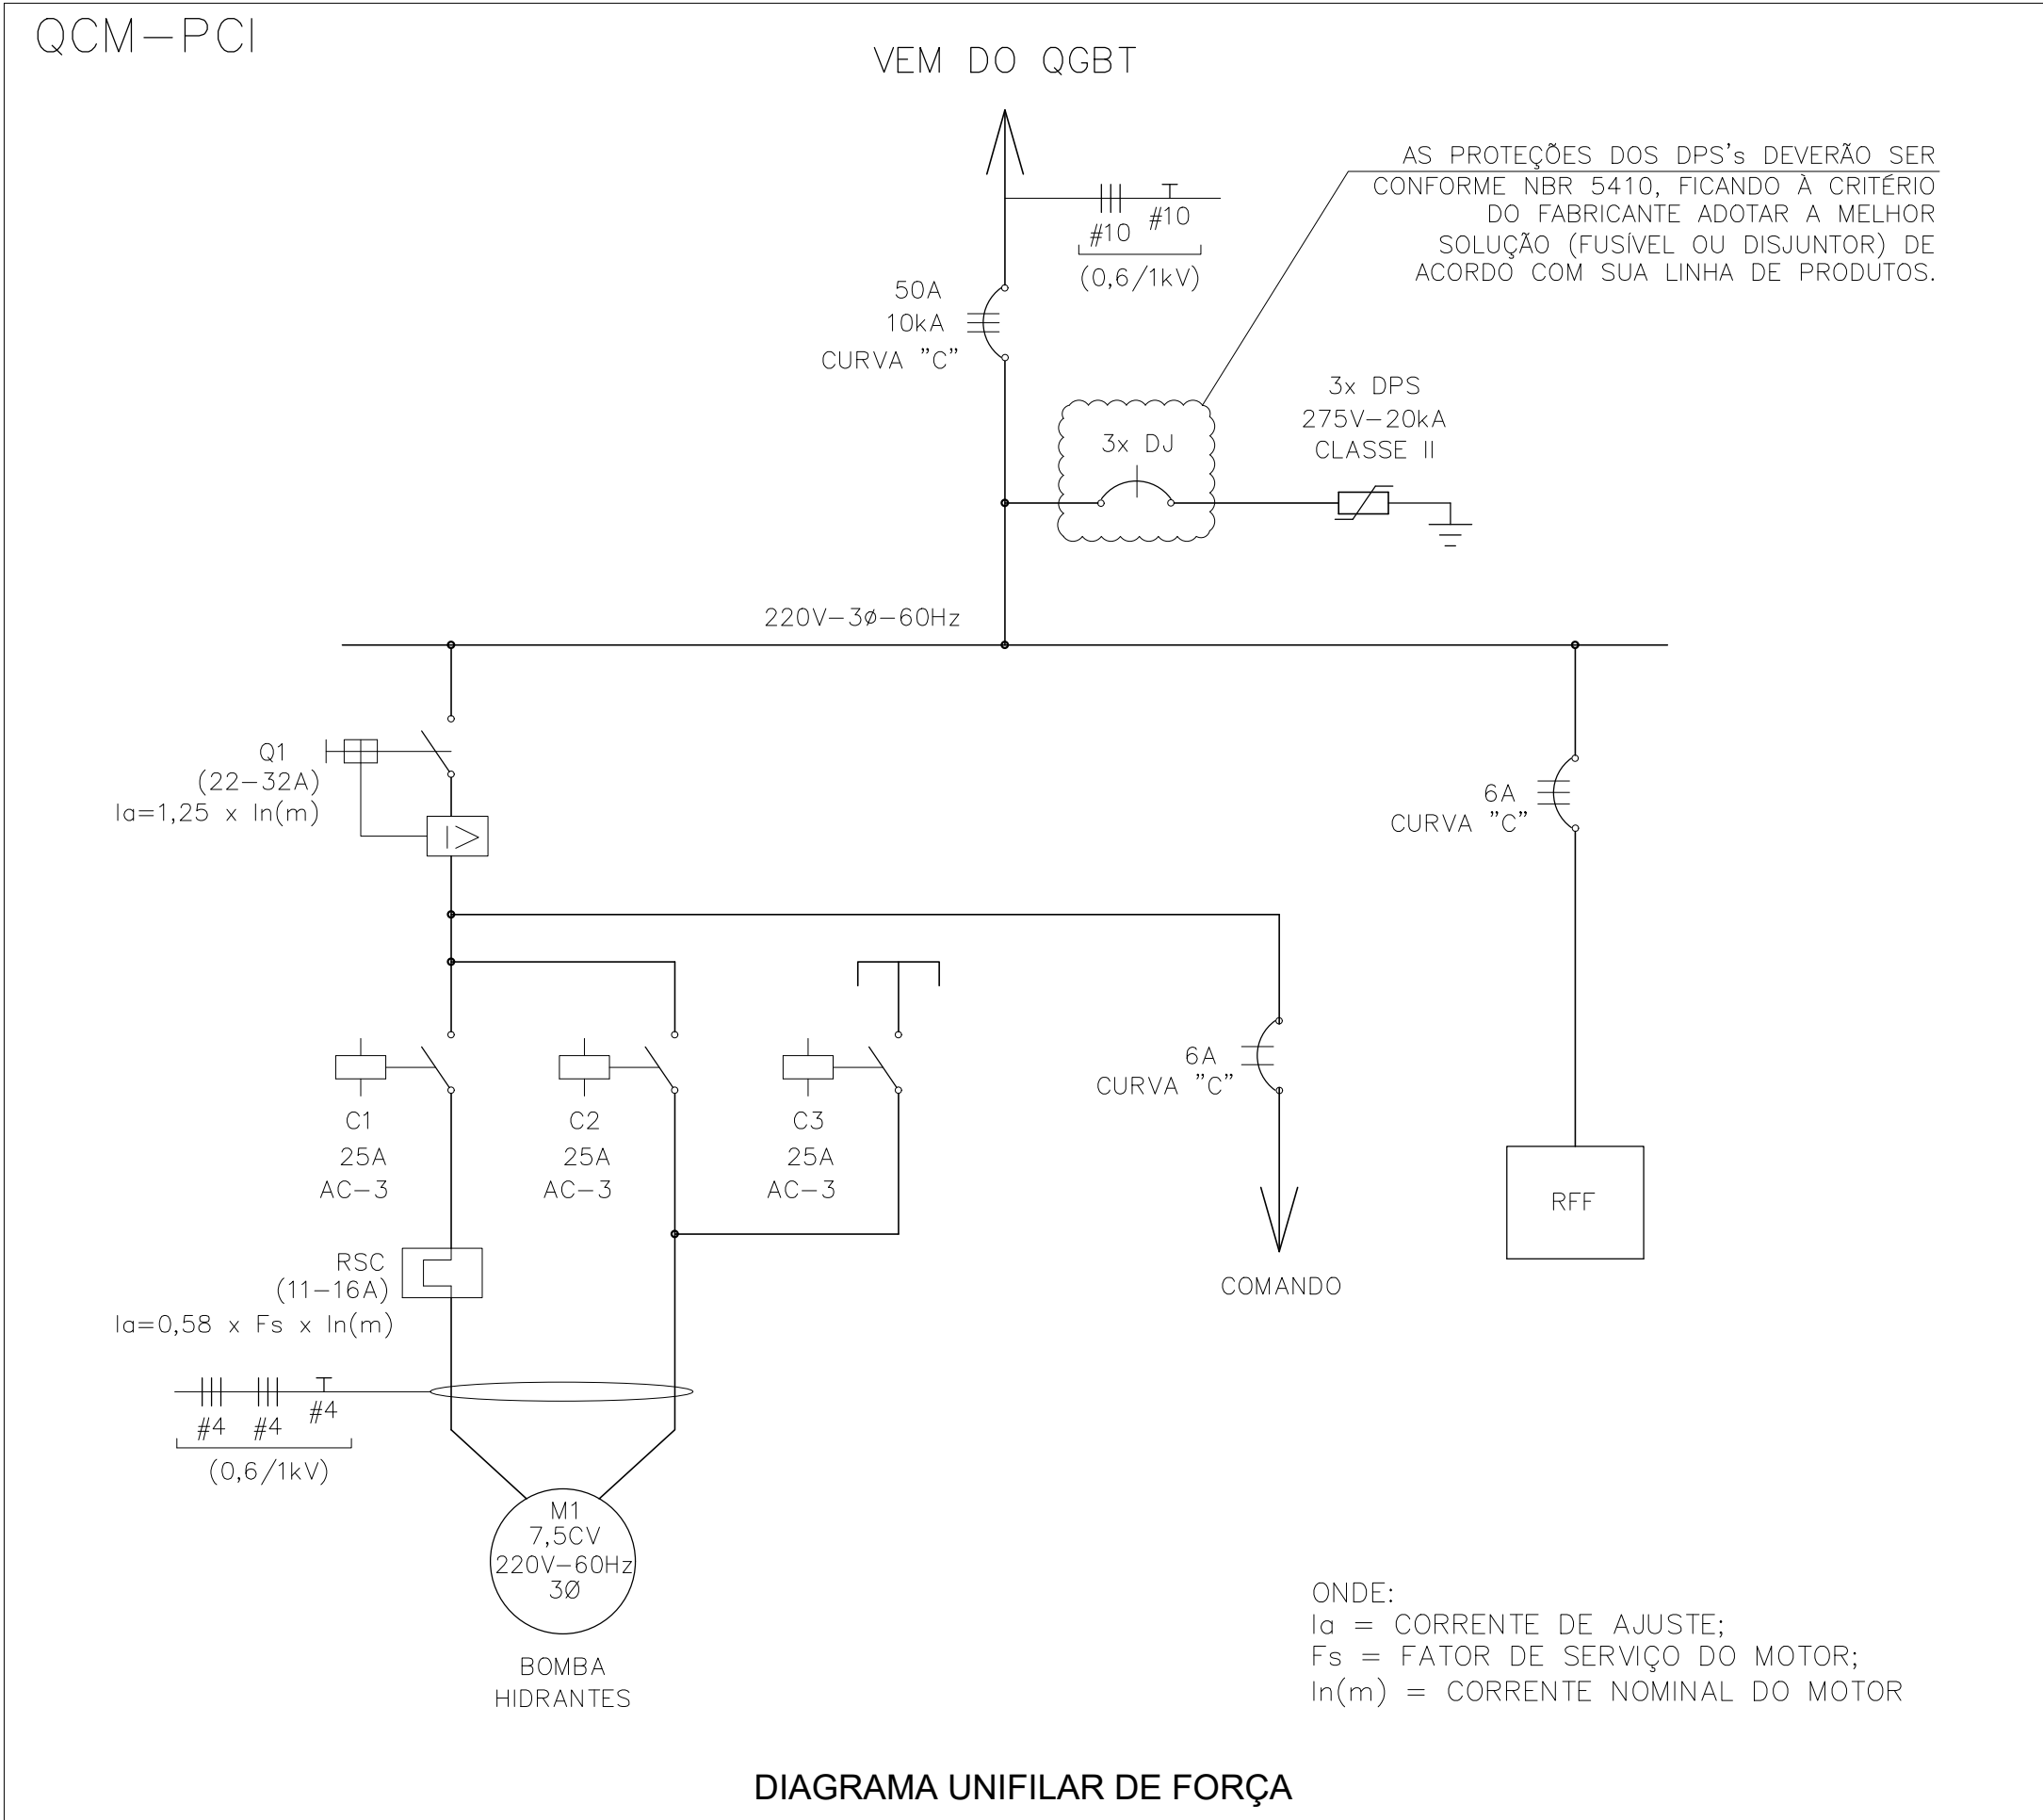 QCM-PCI
VEM DO QGBT
AS PROTEÇÕES DOS DPS's DEVERÃO SER
CONFORME NBR 5410, FICANDO À CRITÉRIO
DO FABRICANTE ADOTAR A MELHOR
SOLUÇÃO (FUSÍVEL OU DISJUNTOR) DE
ACORDO COM SUA LINHA DE PRODUTOS.
#10 #10
(0,6/1kV)
50A
10kA
CURVA "C"
3x DJ
3x DPS
275V-20kA
CLASSE II
220V-3ø-60Hz
Q1
(22-32A)
Ia=1,25 x In(m)
I>
6A
CURVA "C"
6A
CURVA "C"
C1
25A
AC-3
C2
25A
AC-3
C3
25A
AC-3
RSC
(11-16A)
Ia=0,58 x Fs x In(m)
COMANDO
RFF
#4 #4 #4
(0,6/1kV)
M1
7,5CV
220V-60Hz
3Ø
BOMBA
HIDRANTES
ONDE:
Ia = CORRENTE DE AJUSTE;
Fs = FATOR DE SERVIÇO DO MOTOR;
In(m) = CORRENTE NOMINAL DO MOTOR
DIAGRAMA UNIFILAR DE FORÇA